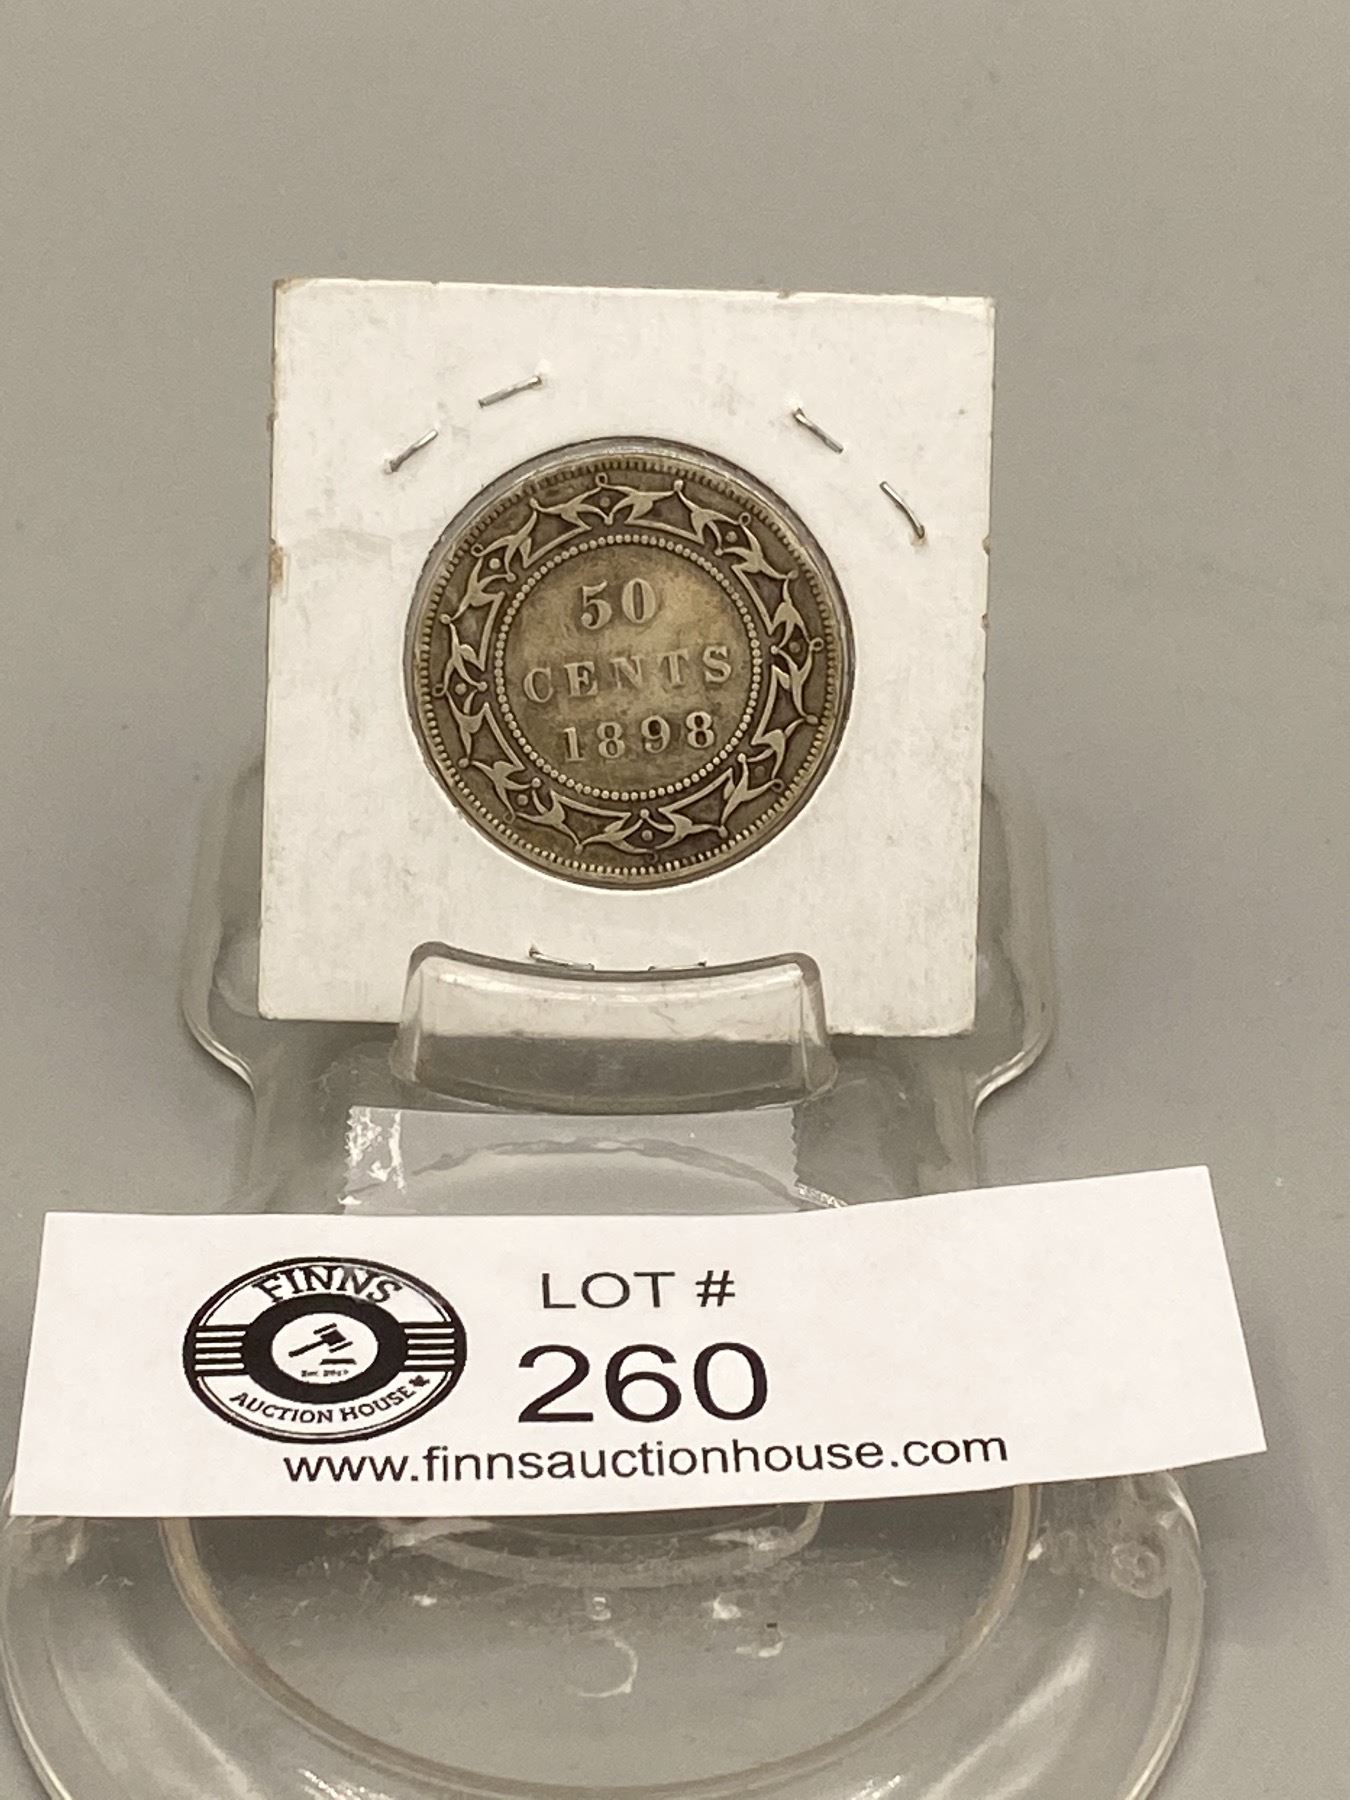 50
CENTS
1898
FINNS
AUCTION HOUSE
LOT #
260
www.finnsauctionhouse.com